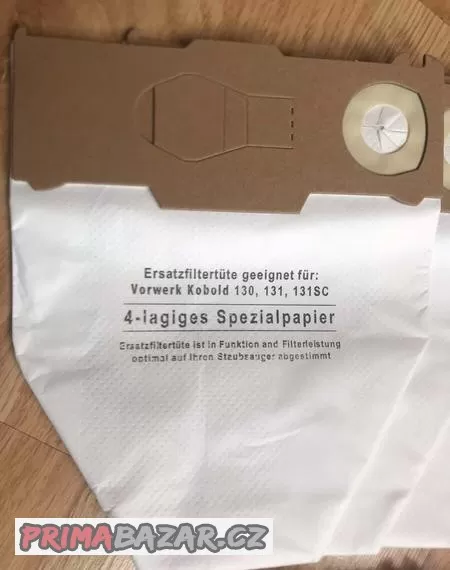 Ersatzfiltertüte geeignet für:
Vorwerk Kobold 130, 131, 131SC
4-lagiges Spezialpapier
Ersatzfiltertüte ist in Funktion and Filterleistung
optimal auf Ihren Staubsauger abgestimmt
PRIMABAZAR.CZ